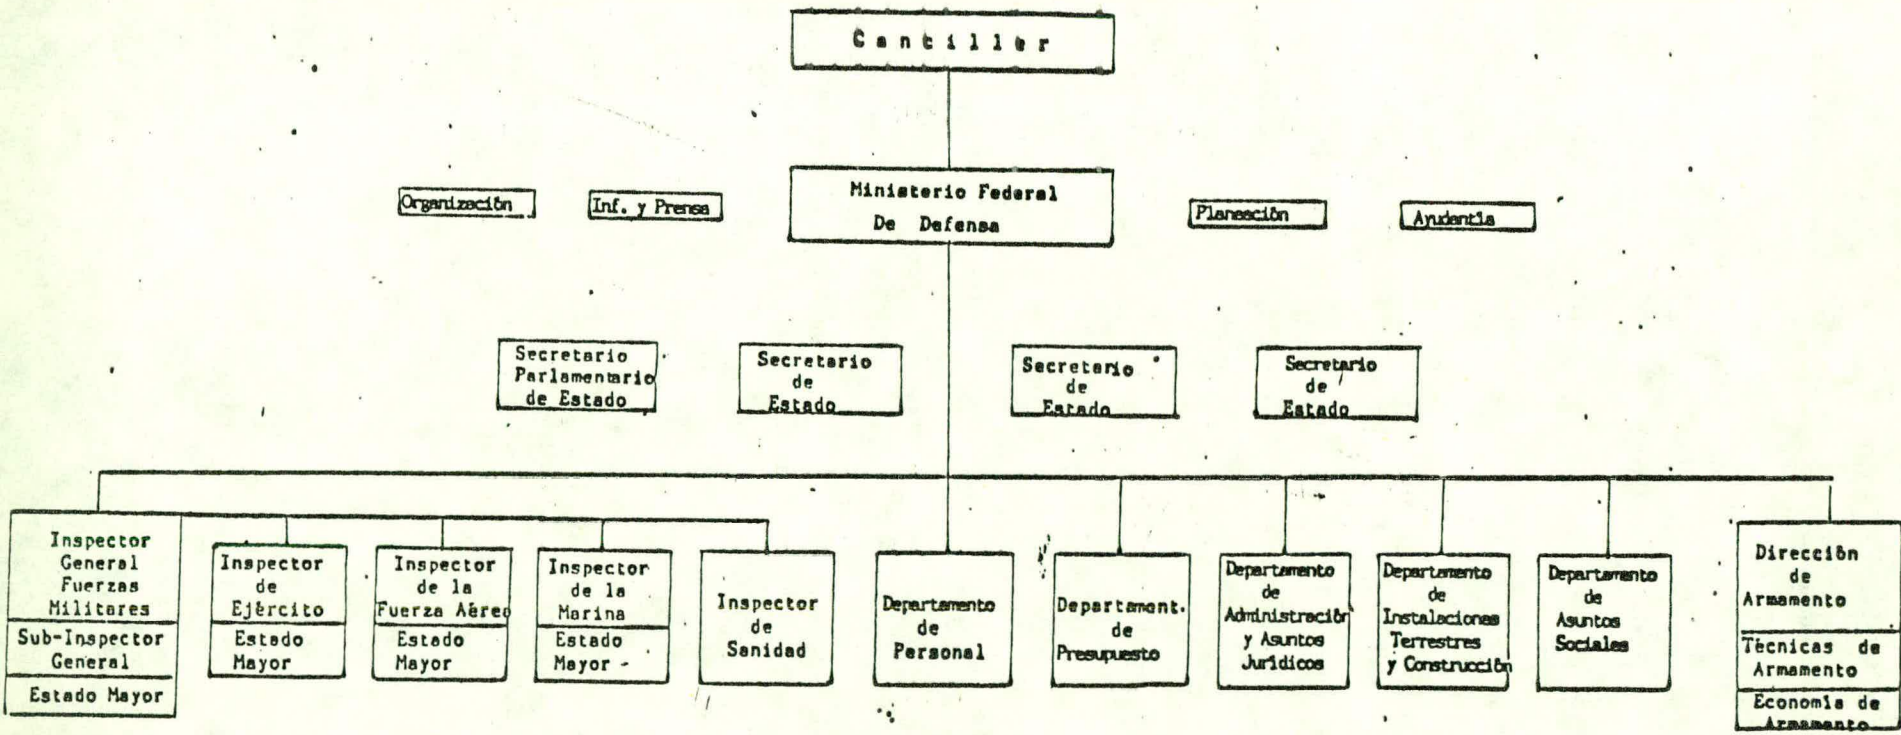 Canciller
Ministerio Federal
De Defensa
Organización
Inf. y Prensa
Planeación
Ayudantía
Secretario
Parlamentario
de Estado
Secretario
de
Estado
Secretario
de
Estado
Secretario
de
Estado
Inspector
General
Fuerzas
Militares
Sub-Inspector
General
Estado Mayor
Inspector
de
Ejército
Estado
Mayor
Inspector
de la
Fuerza Aéreo
Estado
Mayor
Inspector
de la
Marina
Estado
Mayor
Inspector
de
Sanidad
Departamento
de
Personal
Departament.
de
Presupuesto
Departamento
de
Administración
y Asuntos
Jurídicos
Departamento
de
Instalaciones
Terrestres
y Construcción
Departamento
de
Asuntos
Sociales
Dirección
de
Armamento
Técnicas de
Armamento
Economía de
Armamento